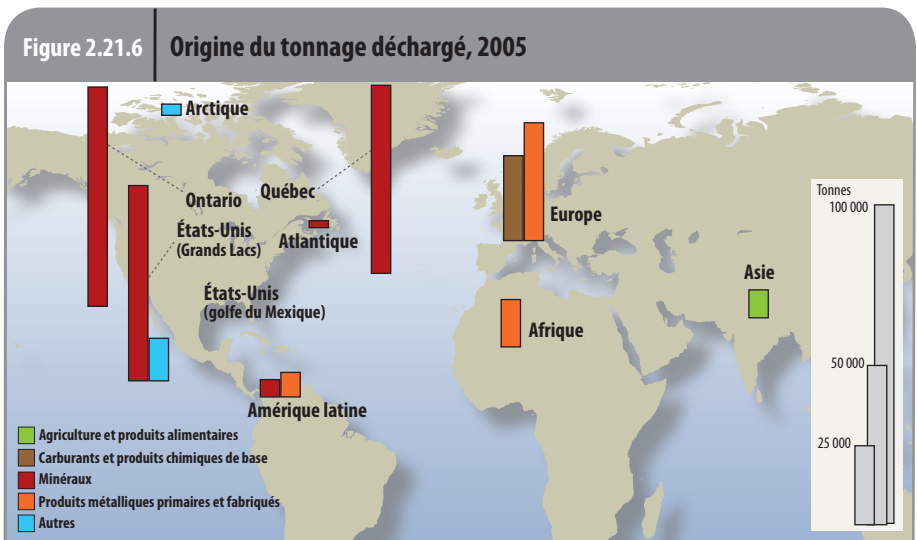 Figure 2.21.6
Origine du tonnage déchargé, 2005
Arctique
Ontario
Québec
États-Unis
(Grands Lacs)
Atlantique
Europe
États-Unis
(golfe du Mexique)
Afrique
Asie
Amérique latine
Tonnes
100 000
50 000
25 000
Agriculture et produits alimentaires
Carburants et produits chimiques de base
Minéraux
Produits métalliques primaires et fabriqués
Autres